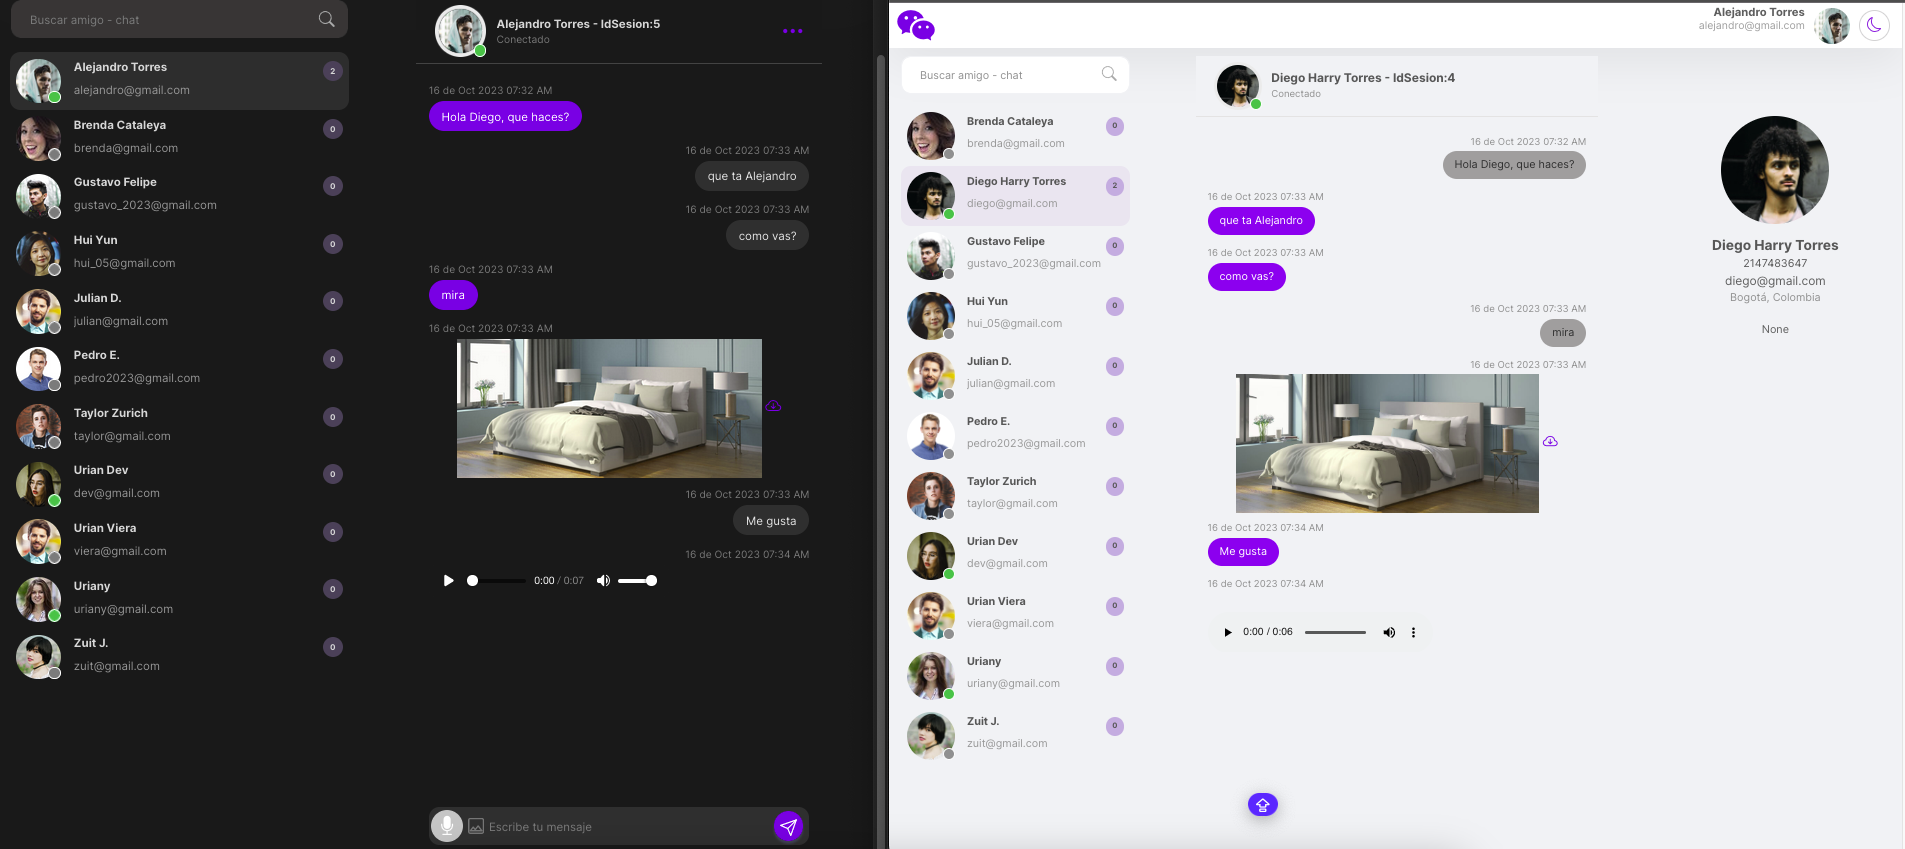 Buscar amigo - chat
Alejandro Torres
2
alejandro@gmail.com
Brenda Cataleya
0
brenda@gmail.com
Gustavo Felipe
0
gustavo_2023@gmail.com
Hui Yun
0
hui_05@gmail.com
Julian D.
0
julian@gmail.com
Pedro E.
0
pedro2023@gmail.com
Taylor Zurich
0
taylor@gmail.com
Urian Dev
0
dev@gmail.com
Urian Viera
0
viera@gmail.com
Uriany
0
uriany@gmail.com
Zuit J.
0
zuit@gmail.com
Alejandro Torres - IdSesion:5
Conectado
16 de Oct 2023 07:32 AM
Hola Diego, que haces?
16 de Oct 2023 07:33 AM
que ta Alejandro
16 de Oct 2023 07:33 AM
como vas?
16 de Oct 2023 07:33 AM
mira
16 de Oct 2023 07:33 AM
16 de Oct 2023 07:33 AM
Me gusta
16 de Oct 2023 07:34 AM
0:00 / 0:07
Escribe tu mensaje
Alejandro Torres
alejandro@gmail.com
Buscar amigo - chat
Brenda Cataleya
0
brenda@gmail.com
Diego Harry Torres
2
diego@gmail.com
Gustavo Felipe
0
gustavo_2023@gmail.com
Hui Yun
0
hui_05@gmail.com
Julian D.
0
julian@gmail.com
Pedro E.
0
pedro2023@gmail.com
Taylor Zurich
0
taylor@gmail.com
Urian Dev
0
dev@gmail.com
Urian Viera
0
viera@gmail.com
Uriany
0
uriany@gmail.com
Zuit J.
0
zuit@gmail.com
Diego Harry Torres - IdSesion:4
Conectado
16 de Oct 2023 07:32 AM
Hola Diego, que haces?
16 de Oct 2023 07:33 AM
que ta Alejandro
16 de Oct 2023 07:33 AM
como vas?
16 de Oct 2023 07:33 AM
mira
16 de Oct 2023 07:33 AM
16 de Oct 2023 07:34 AM
Me gusta
16 de Oct 2023 07:34 AM
0:00 / 0:06
Diego Harry Torres
2147483647
diego@gmail.com
Bogotá, Colombia
None